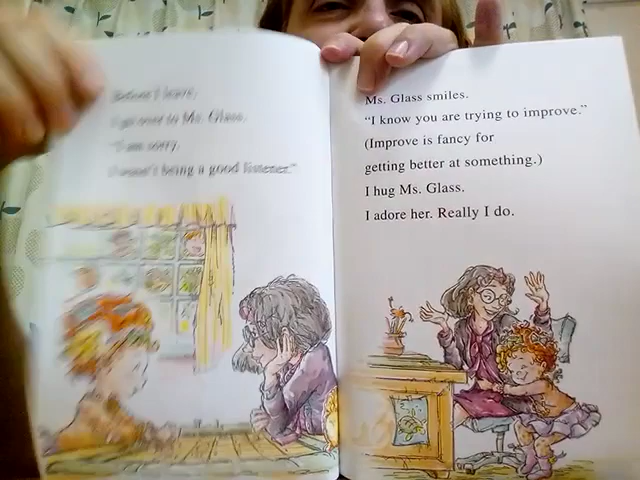 Before I leave,
I go over to Ms. Glass.
"I am sorry.
I wasn't being a good listener."
Ms. Glass smiles.
"I know you are trying to improve."
(Improve is fancy for
getting better at something.)
I hug Ms. Glass.
I adore her. Really I do.